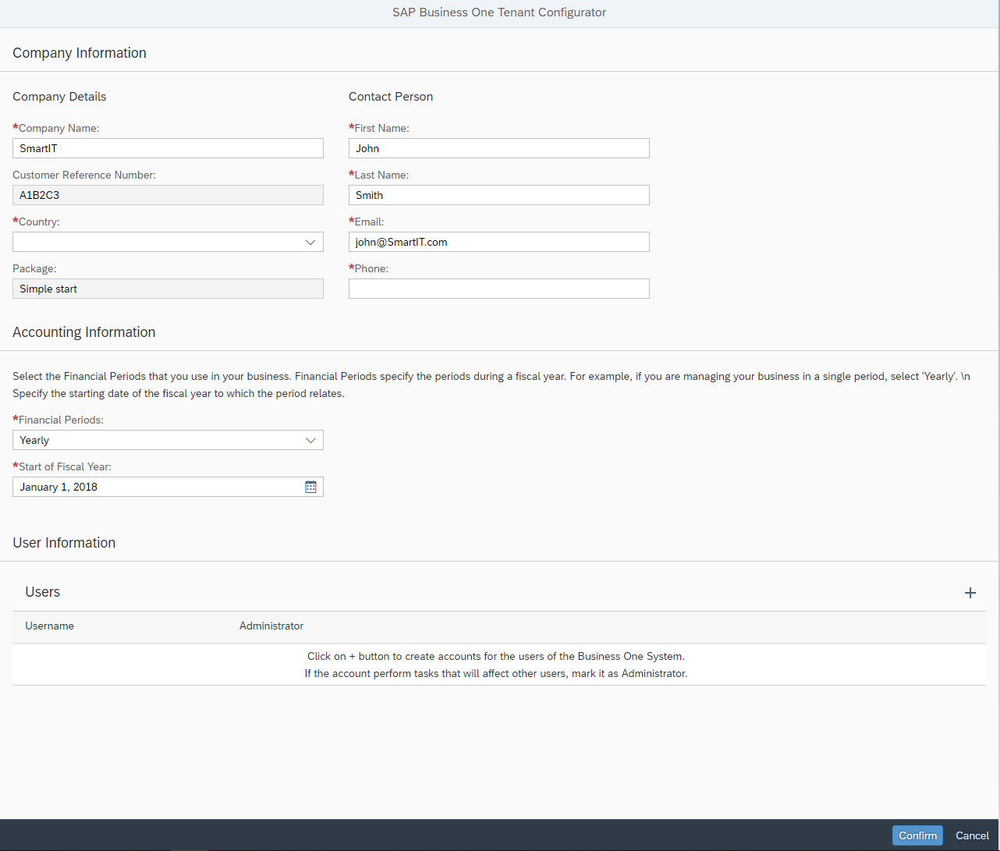 SAP Business One Tenant Configurator
Company Information
Company Details
*Company Name:
SmartIT
Customer Reference Number:
A1B2C3
*Country:
Package:
Simple start
Contact Person
*First Name:
John
*Last Name:
Smith
*Email:
john@SmartIT.com
*Phone:
Accounting Information
Select the Financial Periods that you use in your business. Financial Periods specify the periods during a fiscal year. For example, if you are managing your business in a single period, select 'Yearly'. \n
Specify the starting date of the fiscal year to which the period relates.
*Financial Periods:
Yearly
*Start of Fiscal Year:
January 1, 2018
User Information
Users +
Username Administrator
Click on + button to create accounts for the users of the Business One System.
If the account perform tasks that will affect other users, mark it as Administrator.
Confirm Cancel